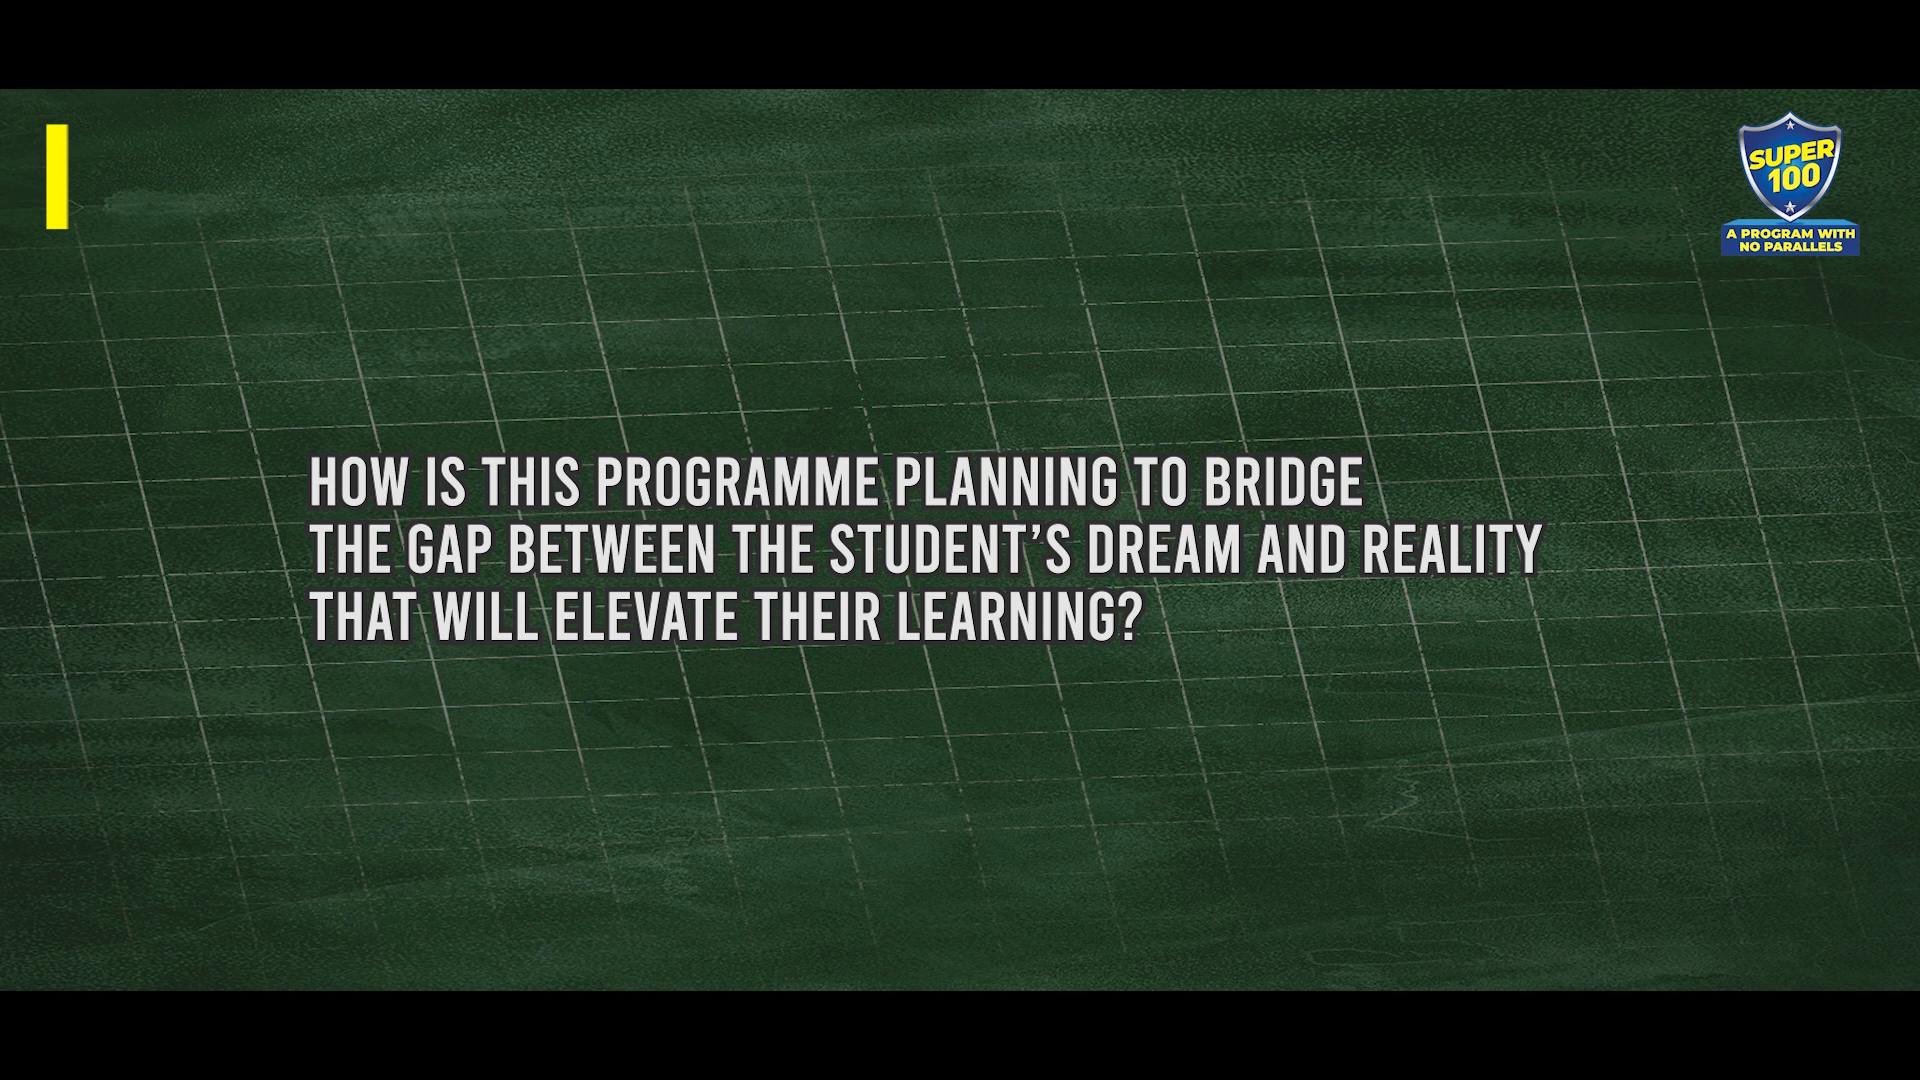 SUPER
100
A PROGRAM WITH
NO PARALLELS
HOW IS THIS PROGRAMME PLANNING TO BRIDGE
THE GAP BETWEEN THE STUDENT’S DREAM AND REALITY
THAT WILL ELEVATE THEIR LEARNING?